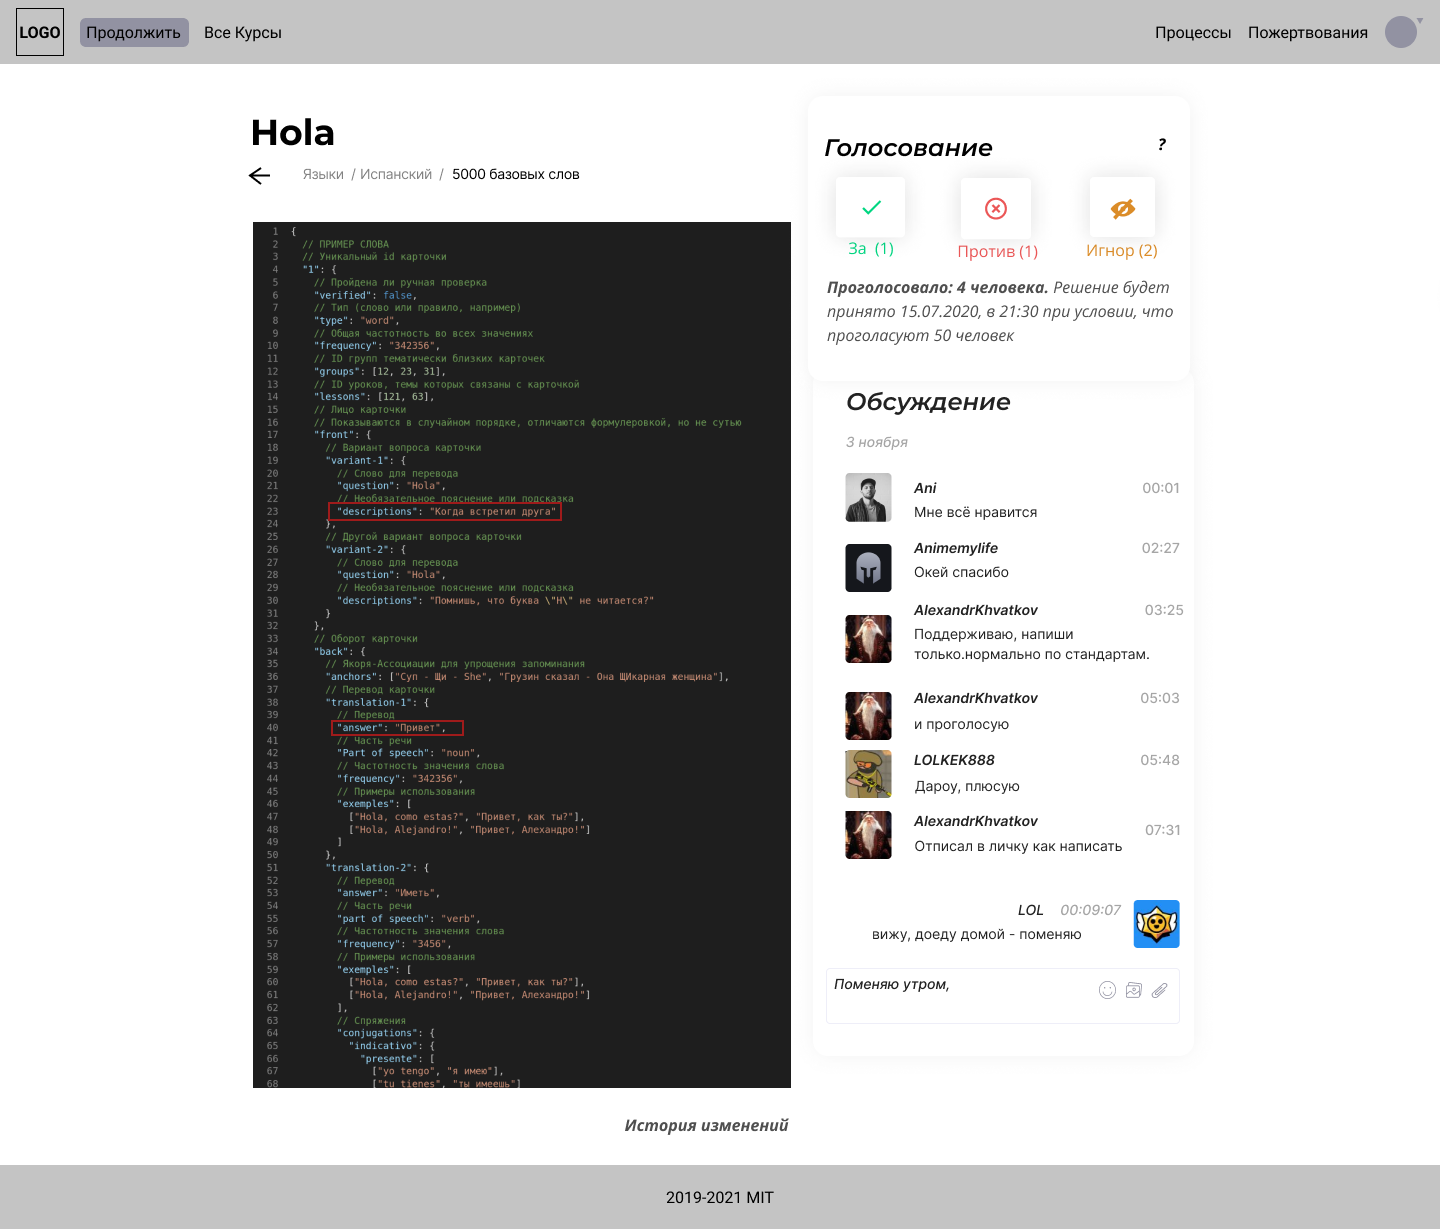 LOGO
Продолжить
Все Курсы
Процессы
Пожертвования
Hola
Языки / Испанский / 5000 базовых слов
1 {
2 // ПРИМЕР СЛОВА
3 // Уникальный id карточки
4 "1": {
5 // Пройдена ли ручная проверка
6 "verified": false,
7 // Тип (слово или правило, например)
8 "type": "word",
9 // Общая частотность во всех значениях
10 "frequency": "342356",
11 // ID групп тематически близких карточек
12 "groups": [12, 23, 31],
13 // ID уроков, темы которых связаны с карточкой
14 "lessons": [121, 63],
15 // Лицо карточки
16 // Показываются в случайном порядке, отличаются формулеровкой, но не сутью
17 "front": {
18 // Вариант вопроса карточки
19 "variant-1": {
20 // Слово для перевода
21 "question": "Hola",
22 // Необязательное пояснение или подсказка
23 "descriptions": "Когда встретил друга"
24 },
25 // Другой вариант вопроса карточки
26 "variant-2": {
27 // Слово для перевода
28 "question": "Hola",
29 // Необязательное пояснение или подсказка
30 "descriptions": "Помнишь, что буква \"H\" не читается?"
31 }
32 },
33 // Оборот карточки
34 "back": {
35 // Якоря-Ассоциации для упрощения запоминания
36 "anchors": ["Суп - Щи - She", "Грузин сказал - Она ЩИкарная женщина"],
37 // Перевод карточки
38 "translation-1": {
39 // Перевод
40 "answer": "Привет",
41 // Часть речи
42 "Part of speech": "noun",
43 // Частотность значения слова
44 "frequency": "342356",
45 // Примеры использования
46 "exemples": [
47 ["Hola, como estas?", "Привет, как ты?"],
48 ["Hola, Alejandro!", "Привет, Алехандро!"]
49 ]
50 },
51 "translation-2": {
52 // Перевод
53 "answer": "Иметь",
54 // Часть речи
55 "part of speech": "verb",
56 // Частотность значения слова
57 "frequency": "3456",
58 // Примеры использования
59 "exemples": [
60 ["Hola, como estas?", "Привет, как ты?"],
61 ["Hola, Alejandro!", "Привет, Алехандро!"]
62 ],
63 // Спряжения
64 "conjugations": {
65 "indicativo": {
66 "presente": [
67 ["yo tengo", "я имею"],
68 ["tu tienes", "ты имеешь"]
История изменений
Голосование
?
За (1)
Против (1)
Игнор (2)
Проголосовало: 4 человека. Решение будет
принято 15.07.2020, в 21:30 при условии, что
проголасуют 50 человек
Обсуждение
3 ноября
Ani 00:01
Мне всё нравится
Animemylife 02:27
Окей спасибо
AlexandrKhvatkov 03:25
Поддерживаю, напиши
только.нормально по стандартам.
AlexandrKhvatkov 05:03
и проголосую
LOLKEK888 05:48
Дароу, плюсую
AlexandrKhvatkov 07:31
Отписал в личку как написать
LOL 00:09:07
вижу, доеду домой - поменяю
Поменяю утром,
2019-2021 MIT